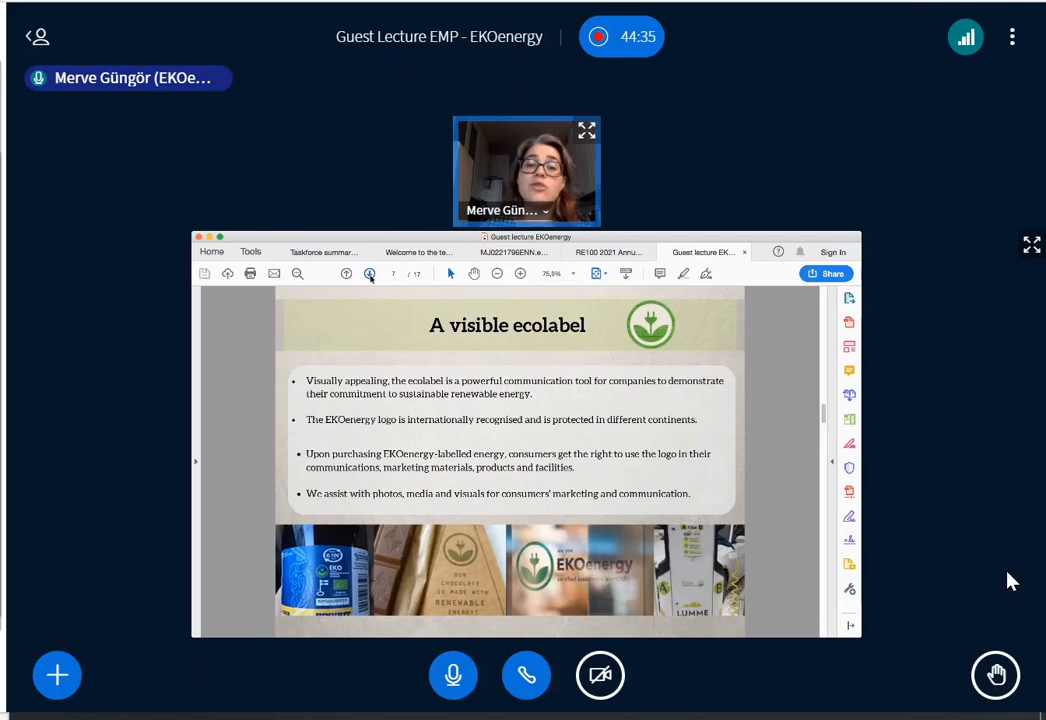 Guest Lecture EMP - EKOenergy
44:35
Merve Güngör (EKOe...
Merve Gün...
Guest lecture EKOenergy
Home Tools Taskforce summar... Welcome to the te... MJ0221796ENN.e... RE100 2021 Annu... Guest lecture EK... × Sign In
7 / 17 75,9% Share
A visible ecolabel
• Visually appealing, the ecolabel is a powerful communication tool for companies to demonstrate
their commitment to sustainable renewable energy.
• The EKOenergy logo is internationally recognised and is protected in different continents.
• Upon purchasing EKOenergy-labelled energy, consumers get the right to use the logo in their
communications, marketing materials, products and facilities.
• We assist with photos, media and visuals for consumers' marketing and communication.
EKO
OUR
CHOCOLATE
IS MADE WITH
RENEWABLE
ENERGY!
we use
EKOenergy
A
B
LUMME